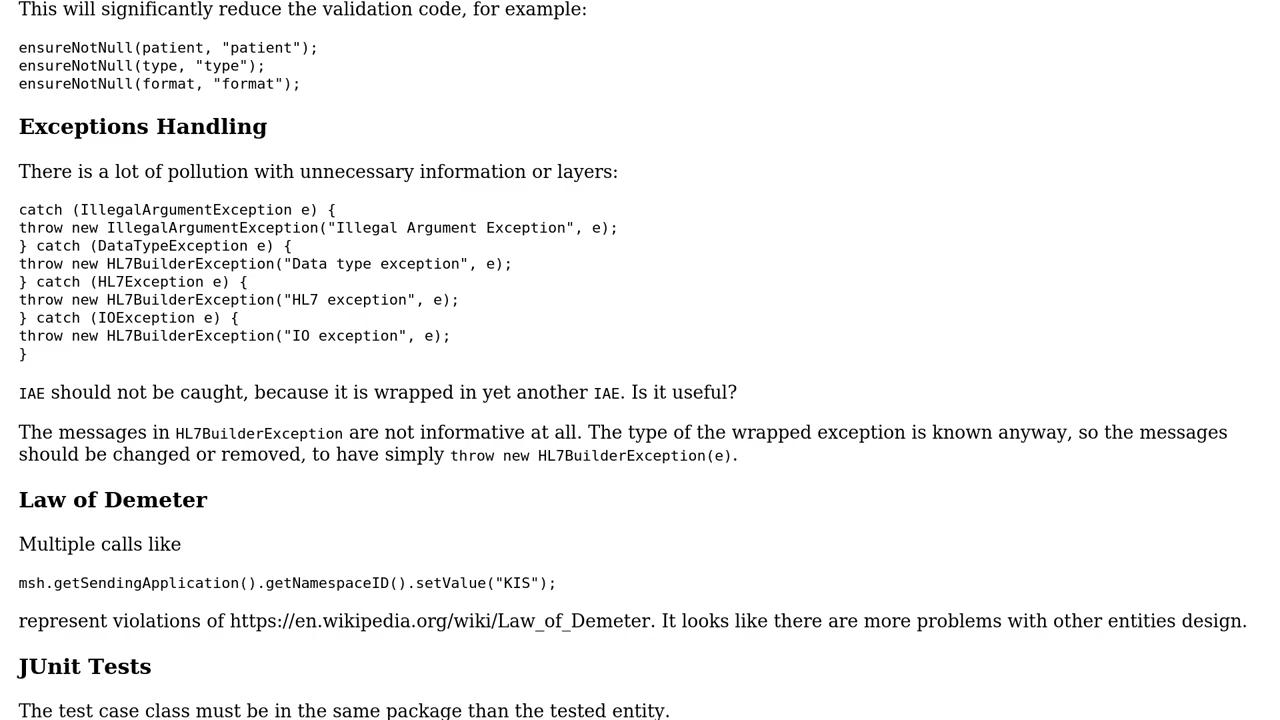 This will significantly reduce the validation code, for example:
ensureNotNull(patient, "patient");
ensureNotNull(type, "type");
ensureNotNull(format, "format");
Exceptions Handling
There is a lot of pollution with unnecessary information or layers:
catch (IllegalArgumentException e) {
throw new IllegalArgumentException("Illegal Argument Exception", e);
} catch (DataTypeException e) {
throw new HL7BuilderException("Data type exception", e);
} catch (HL7Exception e) {
throw new HL7BuilderException("HL7 exception", e);
} catch (IOException e) {
throw new HL7BuilderException("IO exception", e);
}
IAE should not be caught, because it is wrapped in yet another IAE. Is it useful?
The messages in HL7BuilderException are not informative at all. The type of the wrapped exception is known anyway, so the messages
should be changed or removed, to have simply throw new HL7BuilderException(e).
Law of Demeter
Multiple calls like
msh.getSendingApplication().getNamespaceID().setValue("KIS");
represent violations of https://en.wikipedia.org/wiki/Law_of_Demeter. It looks like there are more problems with other entities design.
JUnit Tests
The test case class must be in the same package than the tested entity.